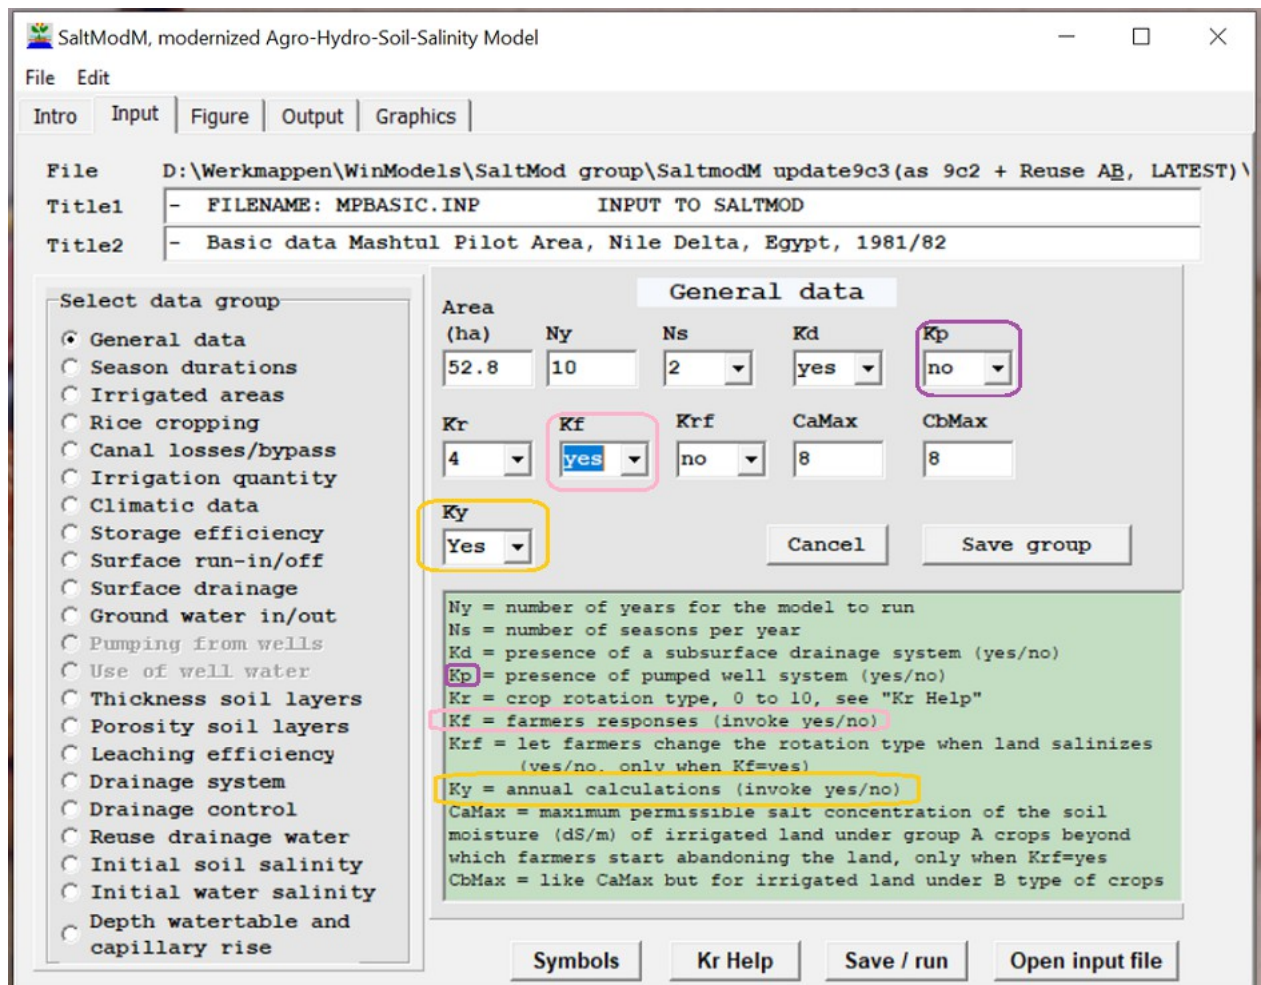 SaltModM, modernized Agro-Hydro-Soil-Salinity Model
File Edit
Intro Input Figure Output Graphics
File D:\Werkmappen\WinModels\SaltMod group\SaltmodM update9c3(as 9c2 + Reuse AB, LATEST)\
Title1 - FILENAME: MPBASIC.INP INPUT TO SALTMOD
Title2 - Basic data Mashtul Pilot Area, Nile Delta, Egypt, 1981/82
Select data group
General data
Season durations
Irrigated areas
Rice cropping
Canal losses/bypass
Irrigation quantity
Climatic data
Storage efficiency
Surface run-in/off
Surface drainage
Ground water in/out
Pumping from wells
Use of well water
Thickness soil layers
Porosity soil layers
Leaching efficiency
Drainage system
Drainage control
Reuse drainage water
Initial soil salinity
Initial water salinity
Depth watertable and
capillary rise
General data
Area
(ha) Ny Ns Kd Kp
52.8 10 2 yes no
Kr Kf Krf CaMax CbMax
4 yes no 8 8
Ky
Yes Cancel Save group
Ny = number of years for the model to run
Ns = number of seasons per year
Kd = presence of a subsurface drainage system (yes/no)
Kp = presence of pumped well system (yes/no)
Kr = crop rotation type, 0 to 10, see "Kr Help"
Kf = farmers responses (invoke yes/no)
Krf = let farmers change the rotation type when land salinizes
(yes/no, only when Kf=yes)
Ky = annual calculations (invoke yes/no)
CaMax = maximum permissible salt concentration of the soil
moisture (dS/m) of irrigated land under group A crops beyond
which farmers start abandoning the land, only when Krf=yes
CbMax = like CaMax but for irrigated land under B type of crops
Symbols Kr Help Save / run Open input file